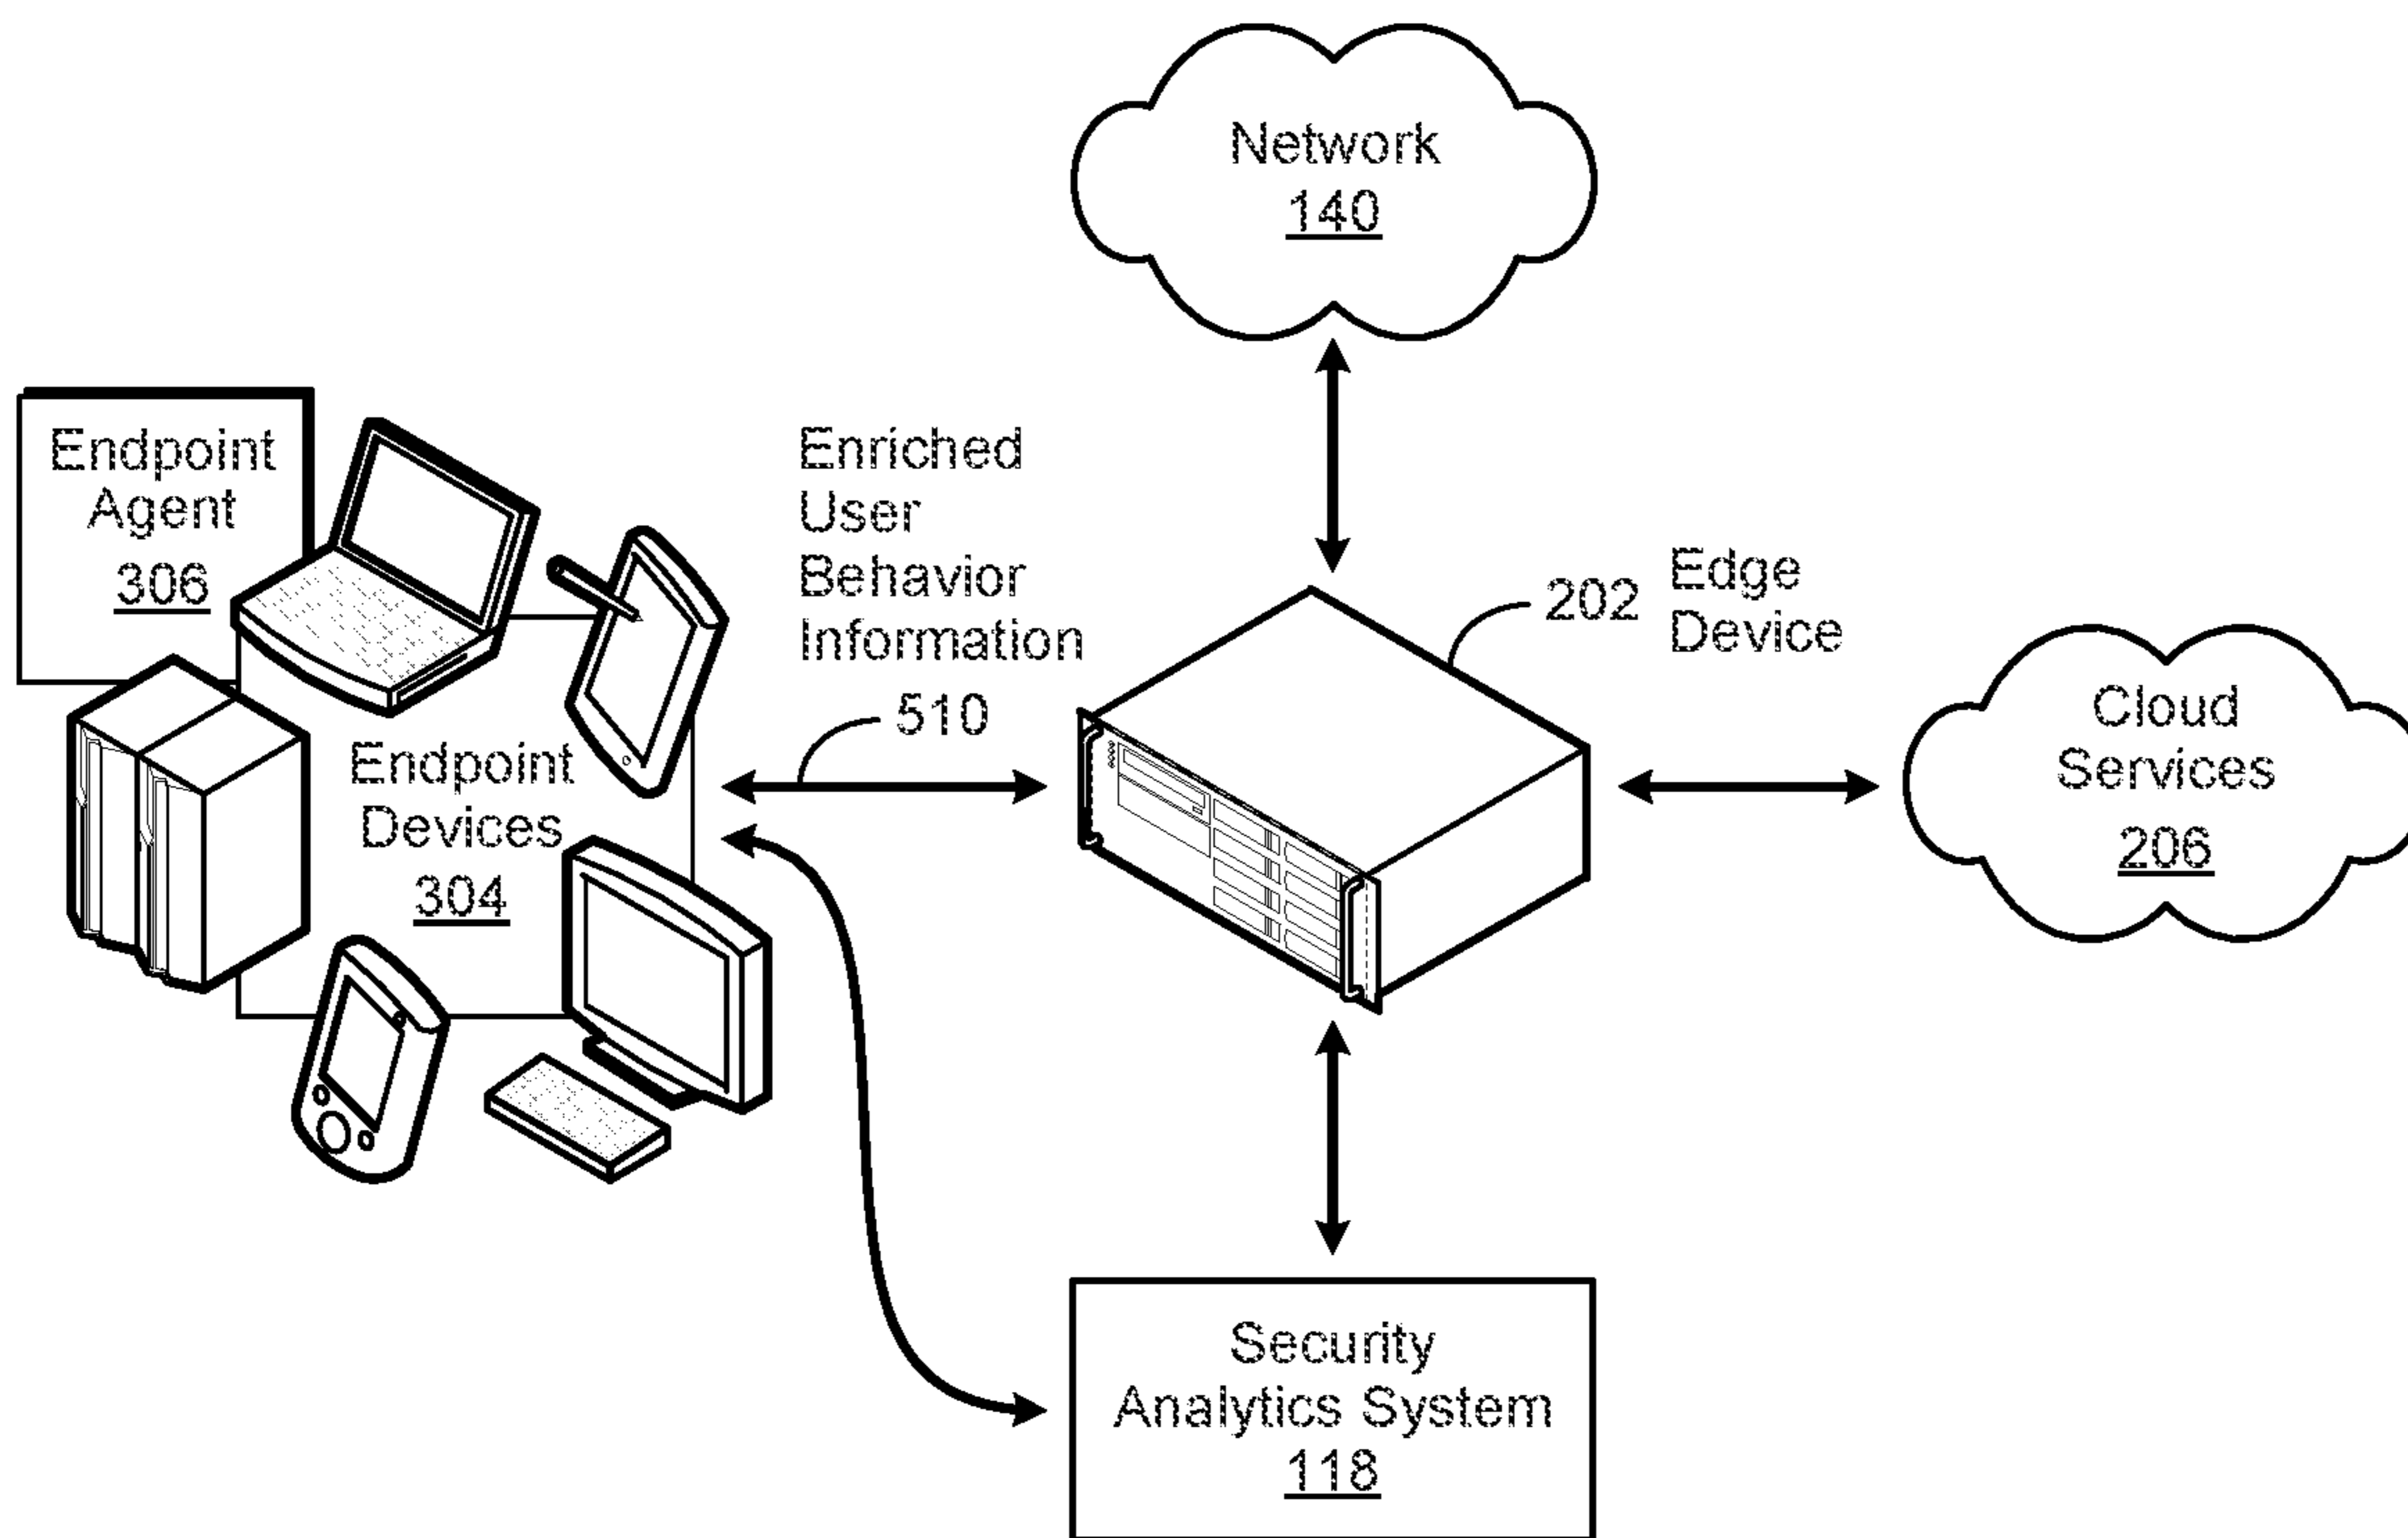 Network
140
Endpoint
Agent
306
Enriched
User
Behavior
Information
510
202
Edge
Device
Cloud
Services
206
Endpoint
Devices
304
Security
Analytics System
118